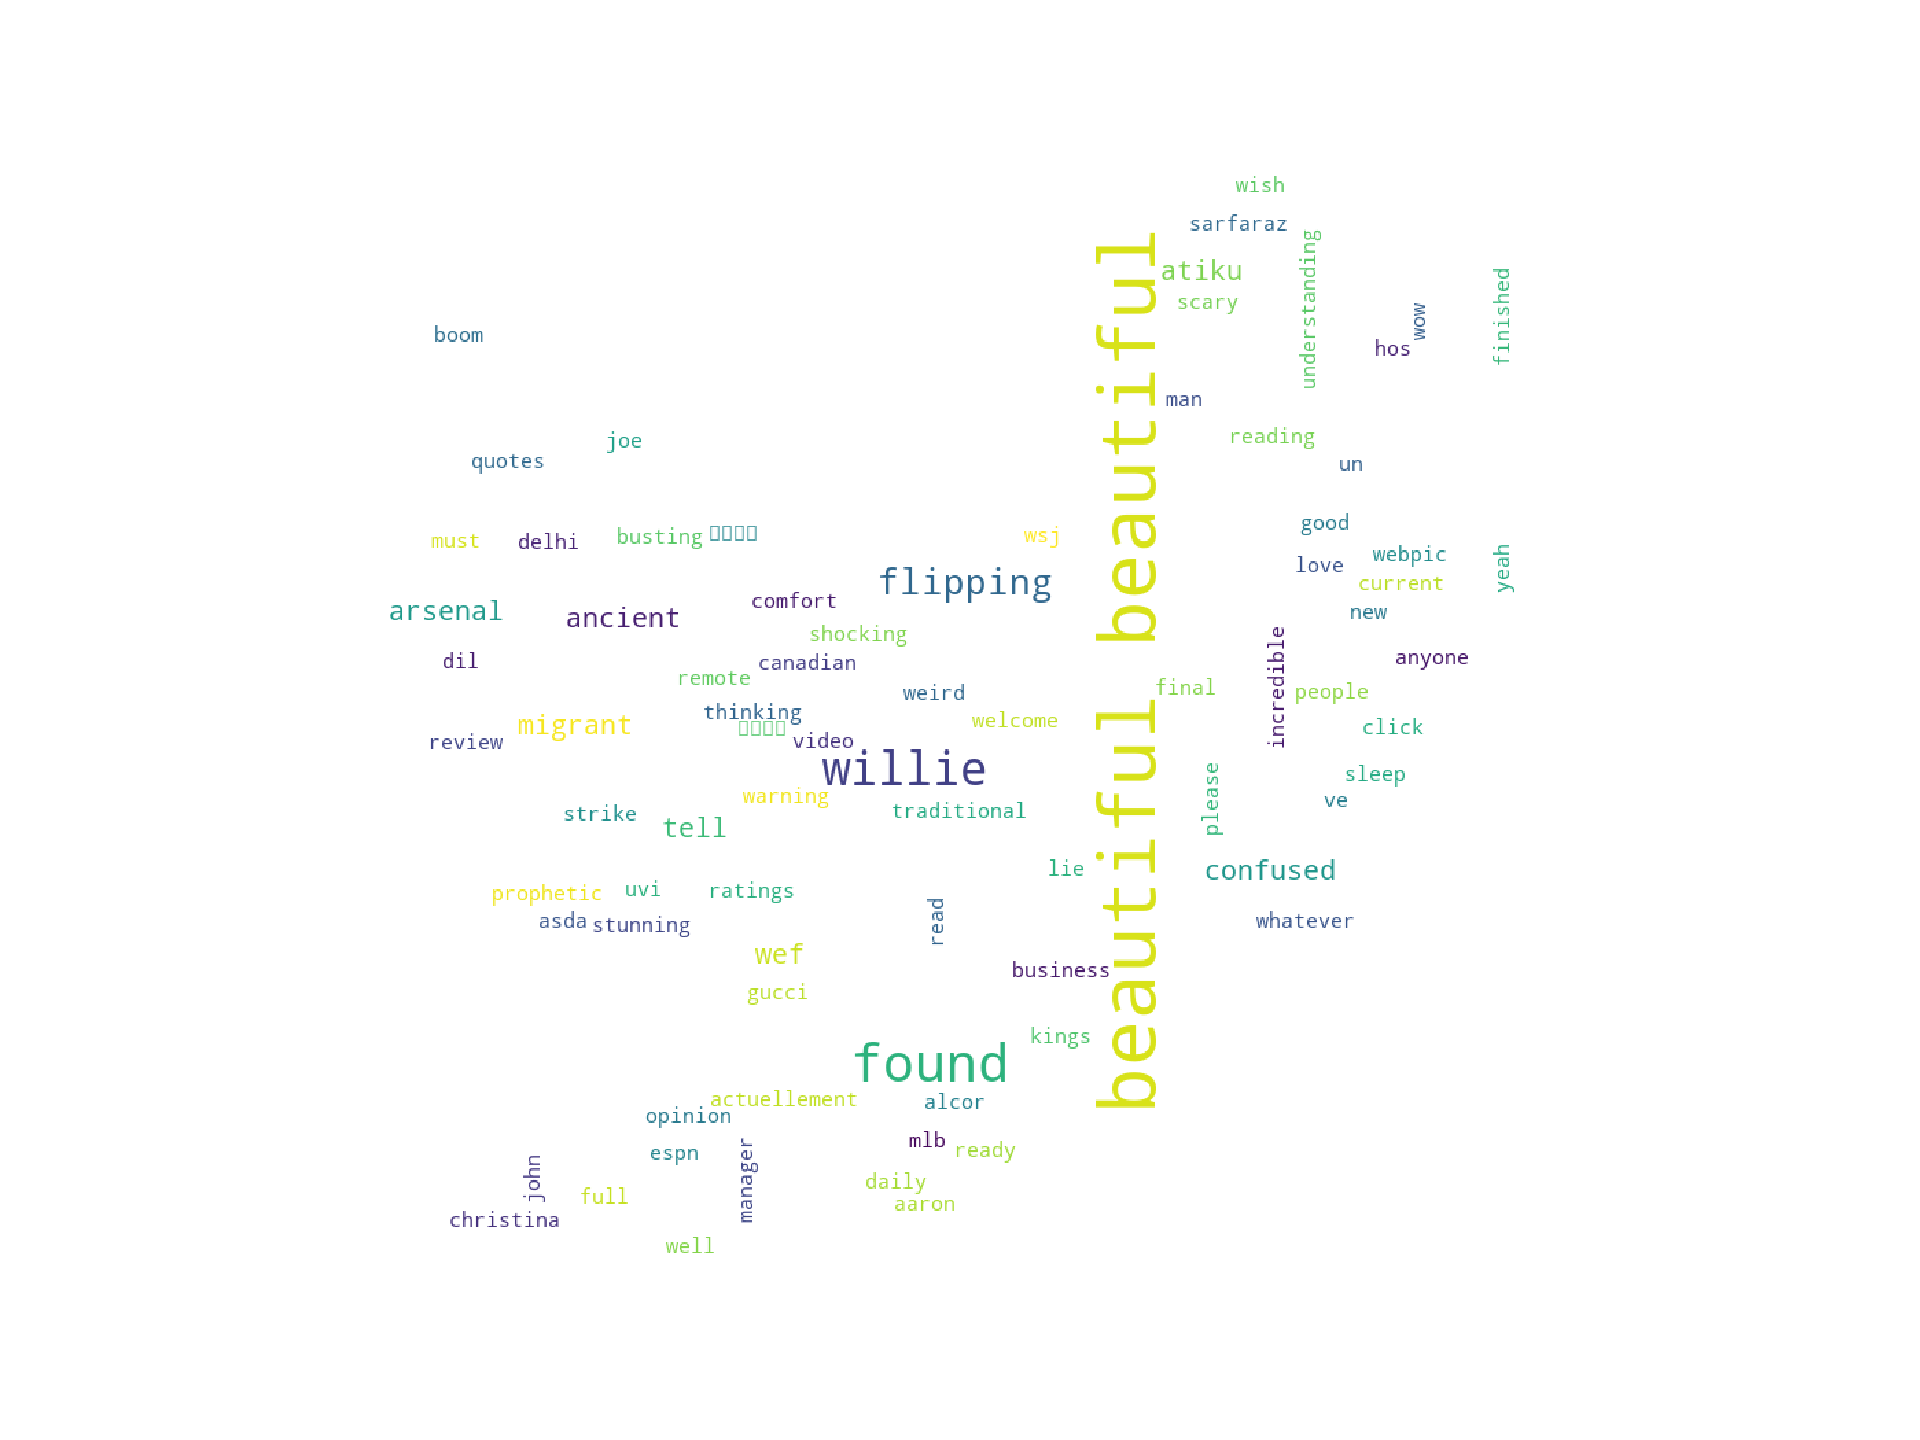 wish
sarfaraz
beautiful beautiful
atiku
understanding
scary
finished
wow
boom
hos
man
joe
reading
quotes
un
good
must
delhi
busting
wsj
love
webpic
yeah
flipping
current
arsenal
ancient
comfort
new
shocking
dil
canadian
incredible
anyone
remote
weird
final
people
thinking
welcome
migrant
click
review
video
willie
sleep
warning
please
ve
strike
tell
traditional
lie
confused
prophetic
uvi
ratings
asda
stunning
read
whatever
wef
business
gucci
kings
found
actuellement
alcor
opinion
mlb
ready
espn
manager
john
full
daily
aaron
christina
well